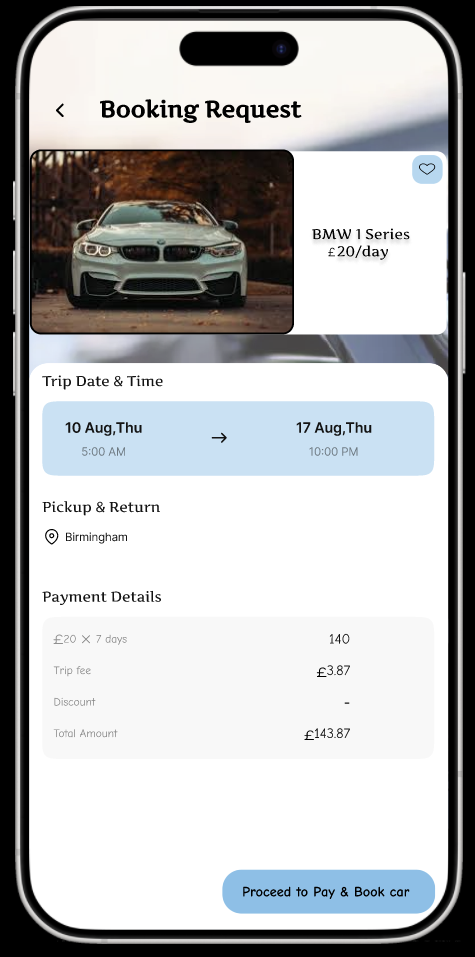 Booking Request
BMW 1 Series
£20/day
Trip Date & Time
10 Aug,Thu
17 Aug,Thu
5:00 AM
10:00 PM
Pickup & Return
Birmingham
Payment Details
£20 × 7 days
140
Trip fee
£3.87
Discount
-
Total Amount
£143.87
Proceed to Pay & Book car